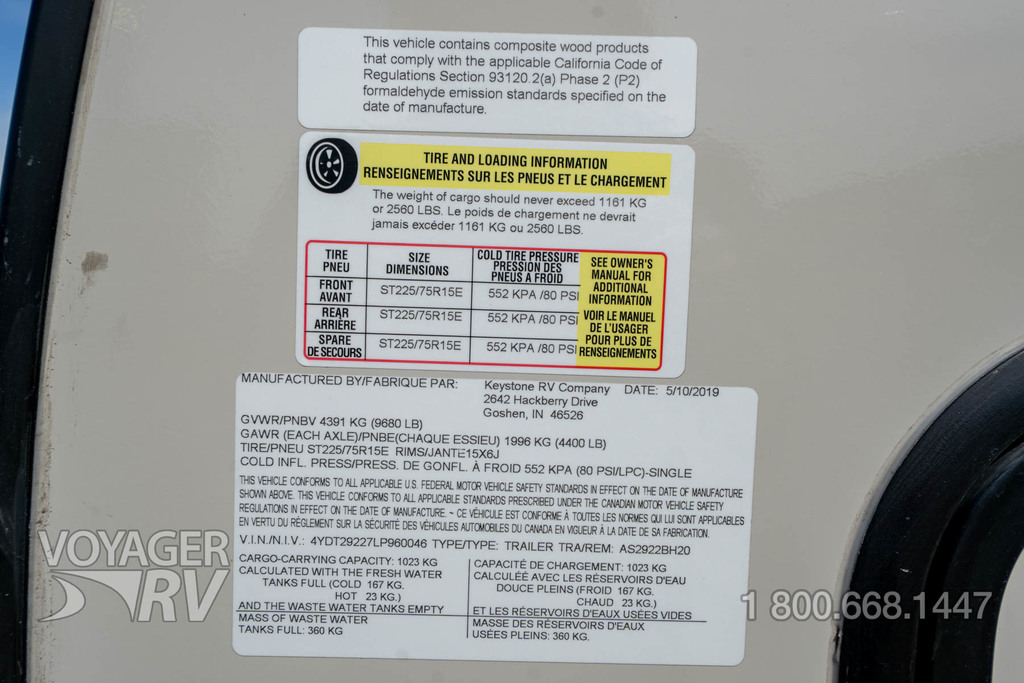 This vehicle contains composite wood products
that comply with the applicable California Code of
Regulations Section 93120.2(a) Phase 2 (P2)
formaldehyde emission standards specified on the
date of manufacture.
TIRE AND LOADING INFORMATION
RENSEIGNEMENTS SUR LES PNEUS ET LE CHARGEMENT
The weight of cargo should never exceed 1161 KG
or 2560 LBS. Le poids de chargement ne devrait
jamais excéder 1161 KG ou 2560 LBS.
TIRE PNEU
SIZE DIMENSIONS
COLD TIRE PRESSURE PRESSION DES PNEUS A FROID
FRONT AVANT ST225/75R15E 552 KPA /80 PSI
REAR ARRIÈRE ST225/75R15E 552 KPA /80 PSI
SPARE DE SECOURS ST225/75R15E 552 KPA /80 PSI
SEE OWNER'S
MANUAL FOR
ADDITIONAL
INFORMATION
VOIR LE MANUEL
DE L'USAGER
POUR PLUS DE
RENSEIGNEMENTS
MANUFACTURED BY/FABRIQUE PAR: Keystone RV Company DATE: 5/10/2019
2642 Hackberry Drive
Goshen, IN 46526
GVWR/PNBV 4391 KG (9680 LB)
GAWR (EACH AXLE)/PNBE(CHAQUE ESSIEU) 1996 KG (4400 LB)
TIRE/PNEU ST225/75R15E RIMS/JANTE15X6J
COLD INFL. PRESS/PRESS. DE GONFL. À FROID 552 KPA (80 PSI/LPC)-SINGLE
THIS VEHICLE CONFORMS TO ALL APPLICABLE U.S. FEDERAL MOTOR VEHICLE SAFETY STANDARDS IN EFFECT ON THE DATE OF MANUFACTURE
SHOWN ABOVE. THIS VEHICLE CONFORMS TO ALL APPLICABLE STANDARDS PRESCRIBED UNDER THE CANADIAN MOTOR VEHICLE SAFETY
REGULATIONS IN EFFECT ON THE DATE OF MANUFACTURE. ~ CE VÉHICULE EST CONFORME À TOUTES LES NORMES QUI LUI SONT APPLICABLES
EN VERTU DU RÉGLEMENT SUR LA SÉCURITÉ DES VÉHICULES AUTOMOBILES DU CANADA EN VIGUEUR À LA DATE DE SA FABRICATION.
V.I.N./N.I.V.: 4YDT29227LP960046 TYPE/TYPE: TRAILER TRA/REM: AS2922BH20
CARGO-CARRYING CAPACITY: 1023 KG
CALCULATED WITH THE FRESH WATER
TANKS FULL (COLD 167 KG.
HOT 23 KG.)
AND THE WASTE WATER TANKS EMPTY
MASS OF WASTE WATER
TANKS FULL: 360 KG
CAPACITÉ DE CHARGEMENT: 1023 KG
CALCULÉE AVEC LES RÉSERVOIRS D'EAU
DOUCE PLEINS (FROID 167 KG.
CHAUD 23 KG.)
ET LES RÉSERVOIRS D'EAUX USÉES VIDES
MASSE DES RÉSERVOIRS D'EAUX
USÉES PLEINS: 360 KG.
VOYAGER
RV
1 800.668.1447